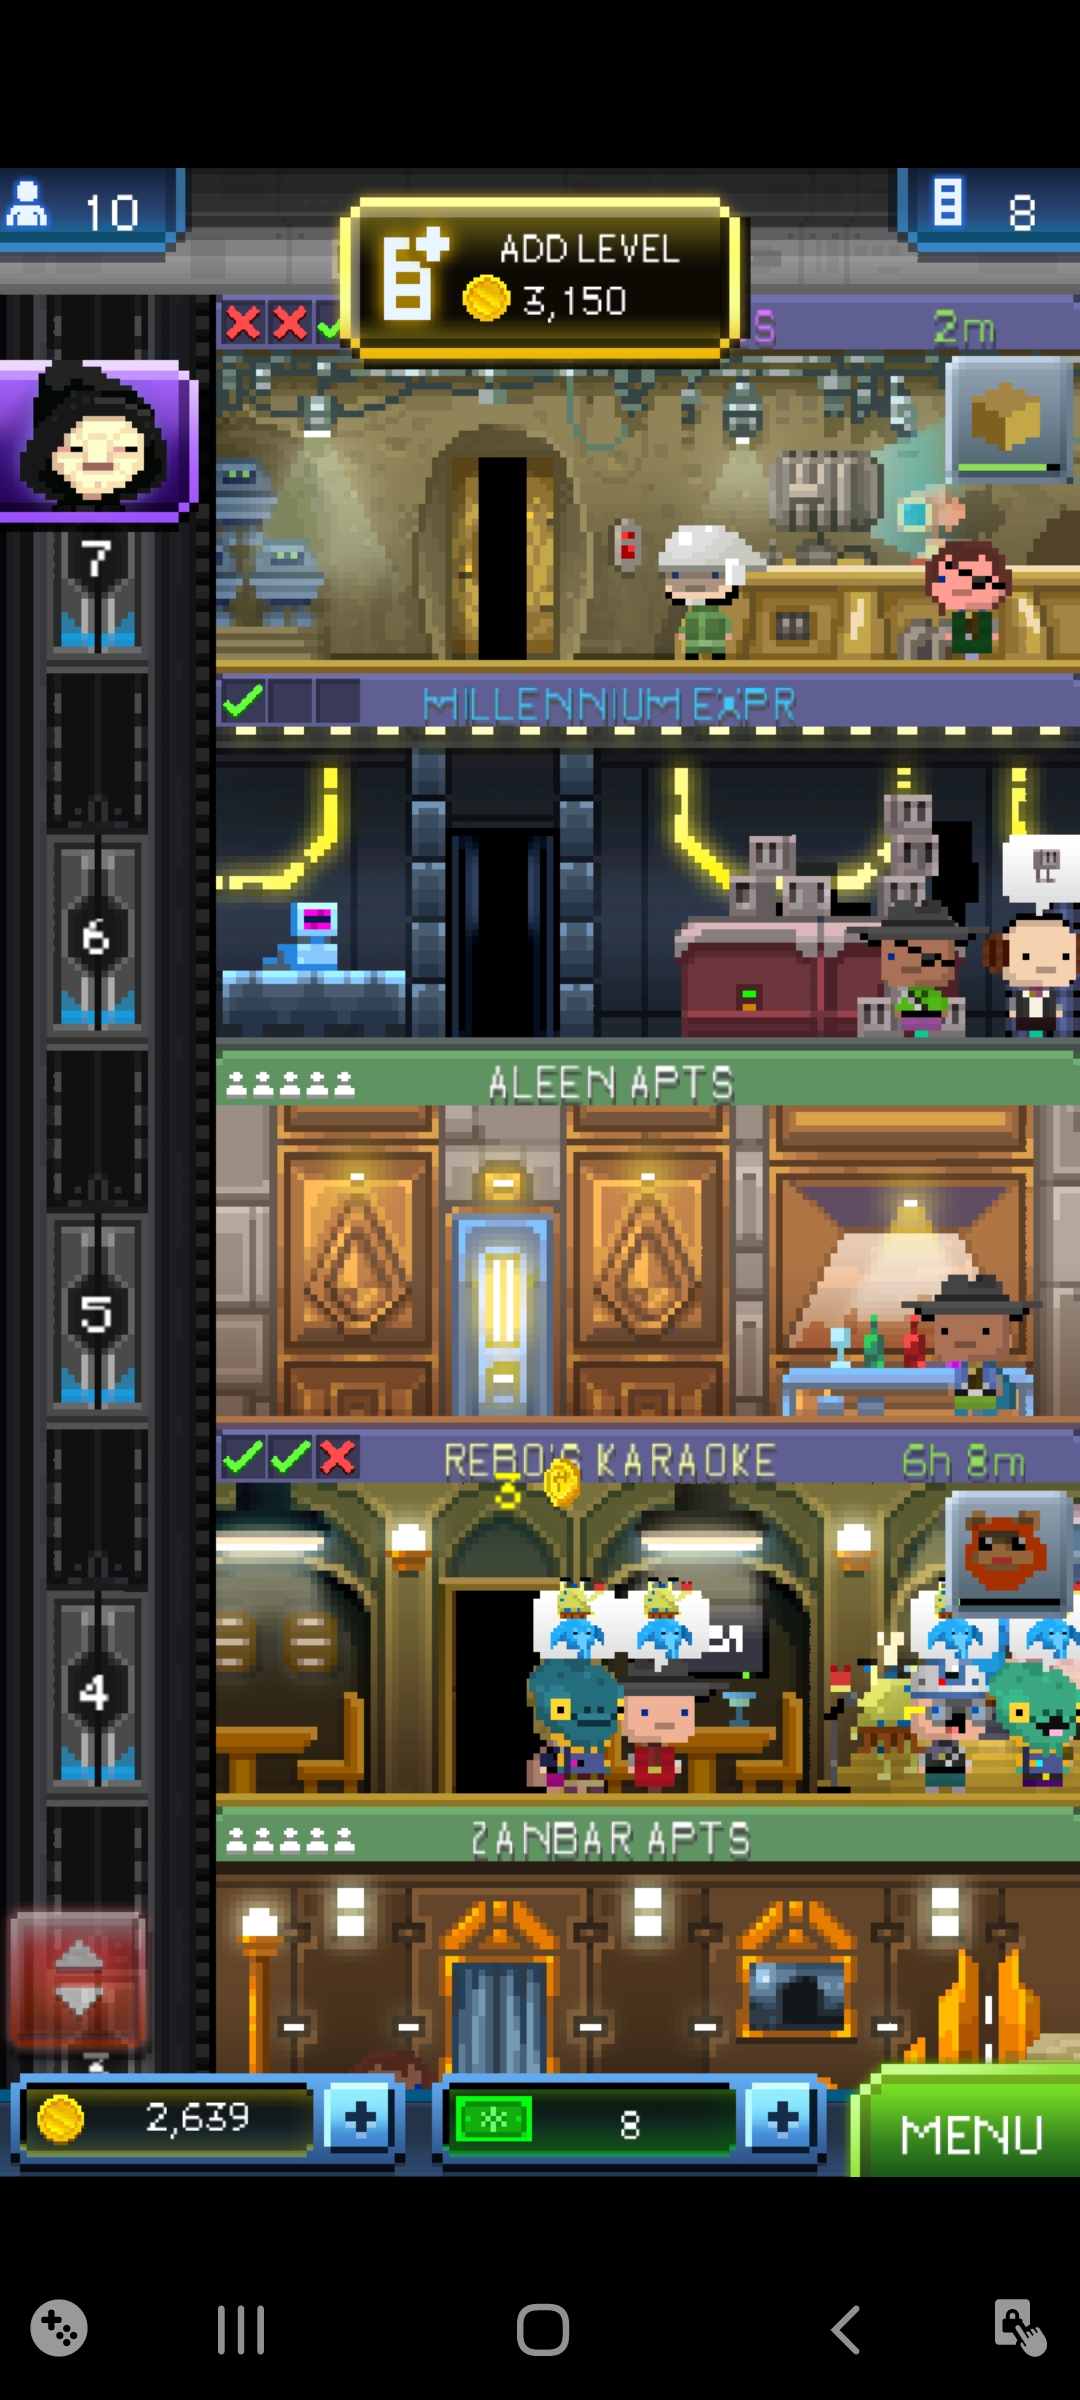 10
8
ADD LEVEL
3,150
S
2m
7
MILLENNIUM EXPR
6
ALEEN APTS
5
REBO'S KARAOKE
6h 8m
3
4
ZANBAR APTS
2,639
8
MENU